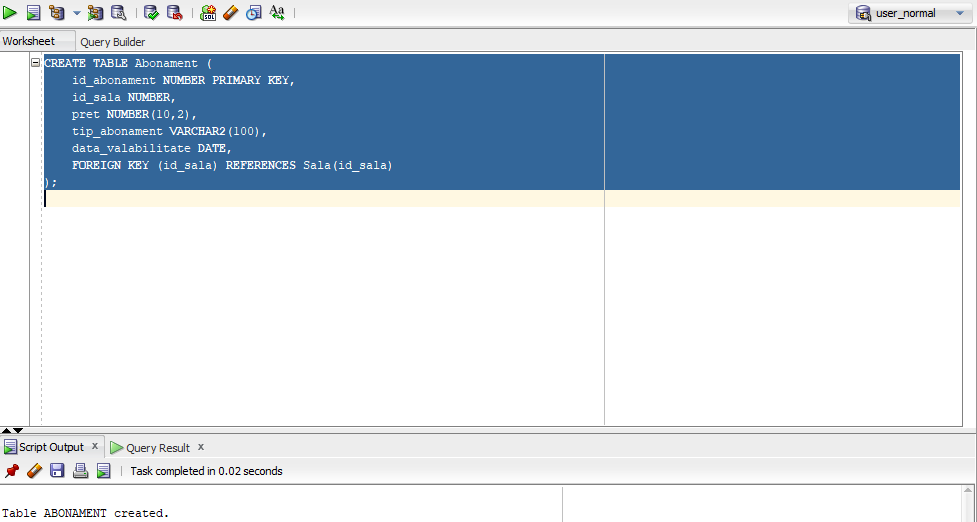 SQL
Aa
user_normal
Worksheet
Query Builder
CREATE TABLE Abonament (
    id_abonament NUMBER PRIMARY KEY,
    id_sala NUMBER,
    pret NUMBER(10,2),
    tip_abonament VARCHAR2(100),
    data_valabilitate DATE,
    FOREIGN KEY (id_sala) REFERENCES Sala(id_sala)
);
Script Output x
Query Result x
Task completed in 0.02 seconds
Table ABONAMENT created.